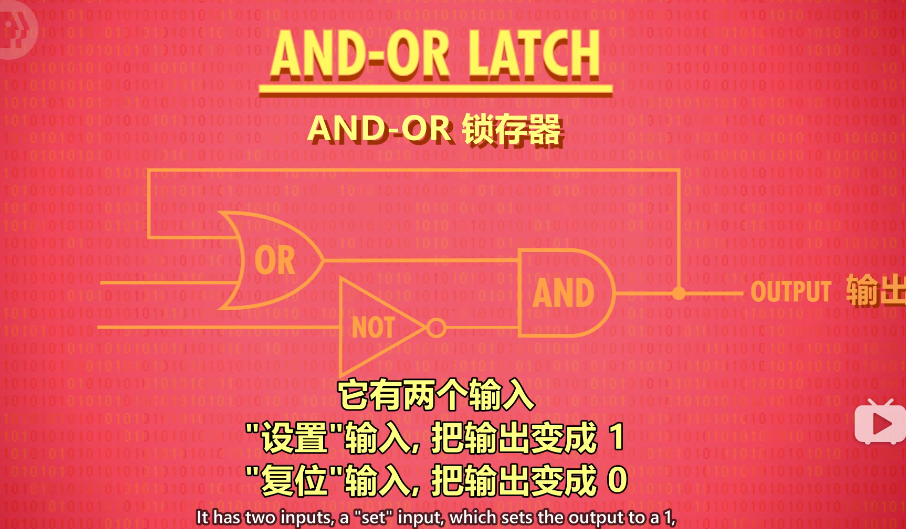 AND-OR LATCH
AND-OR 锁存器
OR
AND
OUTPUT 输出
NOT
它有两个输入
"设置"输入, 把输出变成 1
"复位"输入, 把输出变成 0
It has two inputs, a "set" input, which sets the output to a 1,